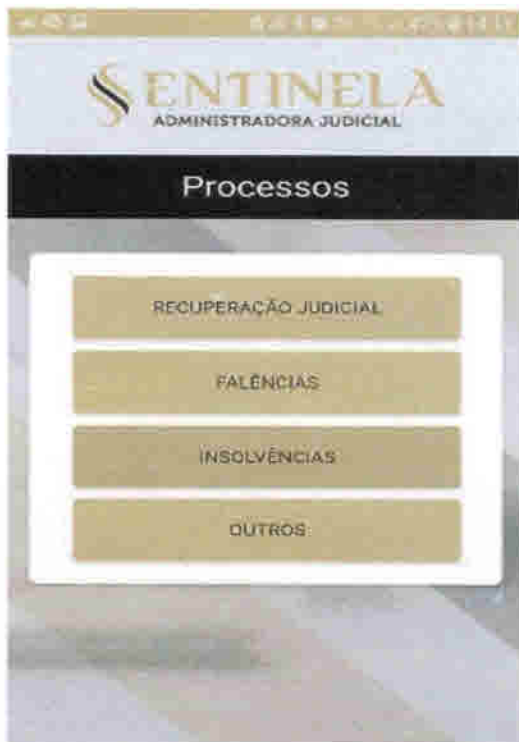 SENTINELA
ADMINISTRADORA JUDICIAL
Processos
RECUPERAÇÃO JUDICIAL
FALÊNCIAS
INSOLVÊNCIAS
OUTROS